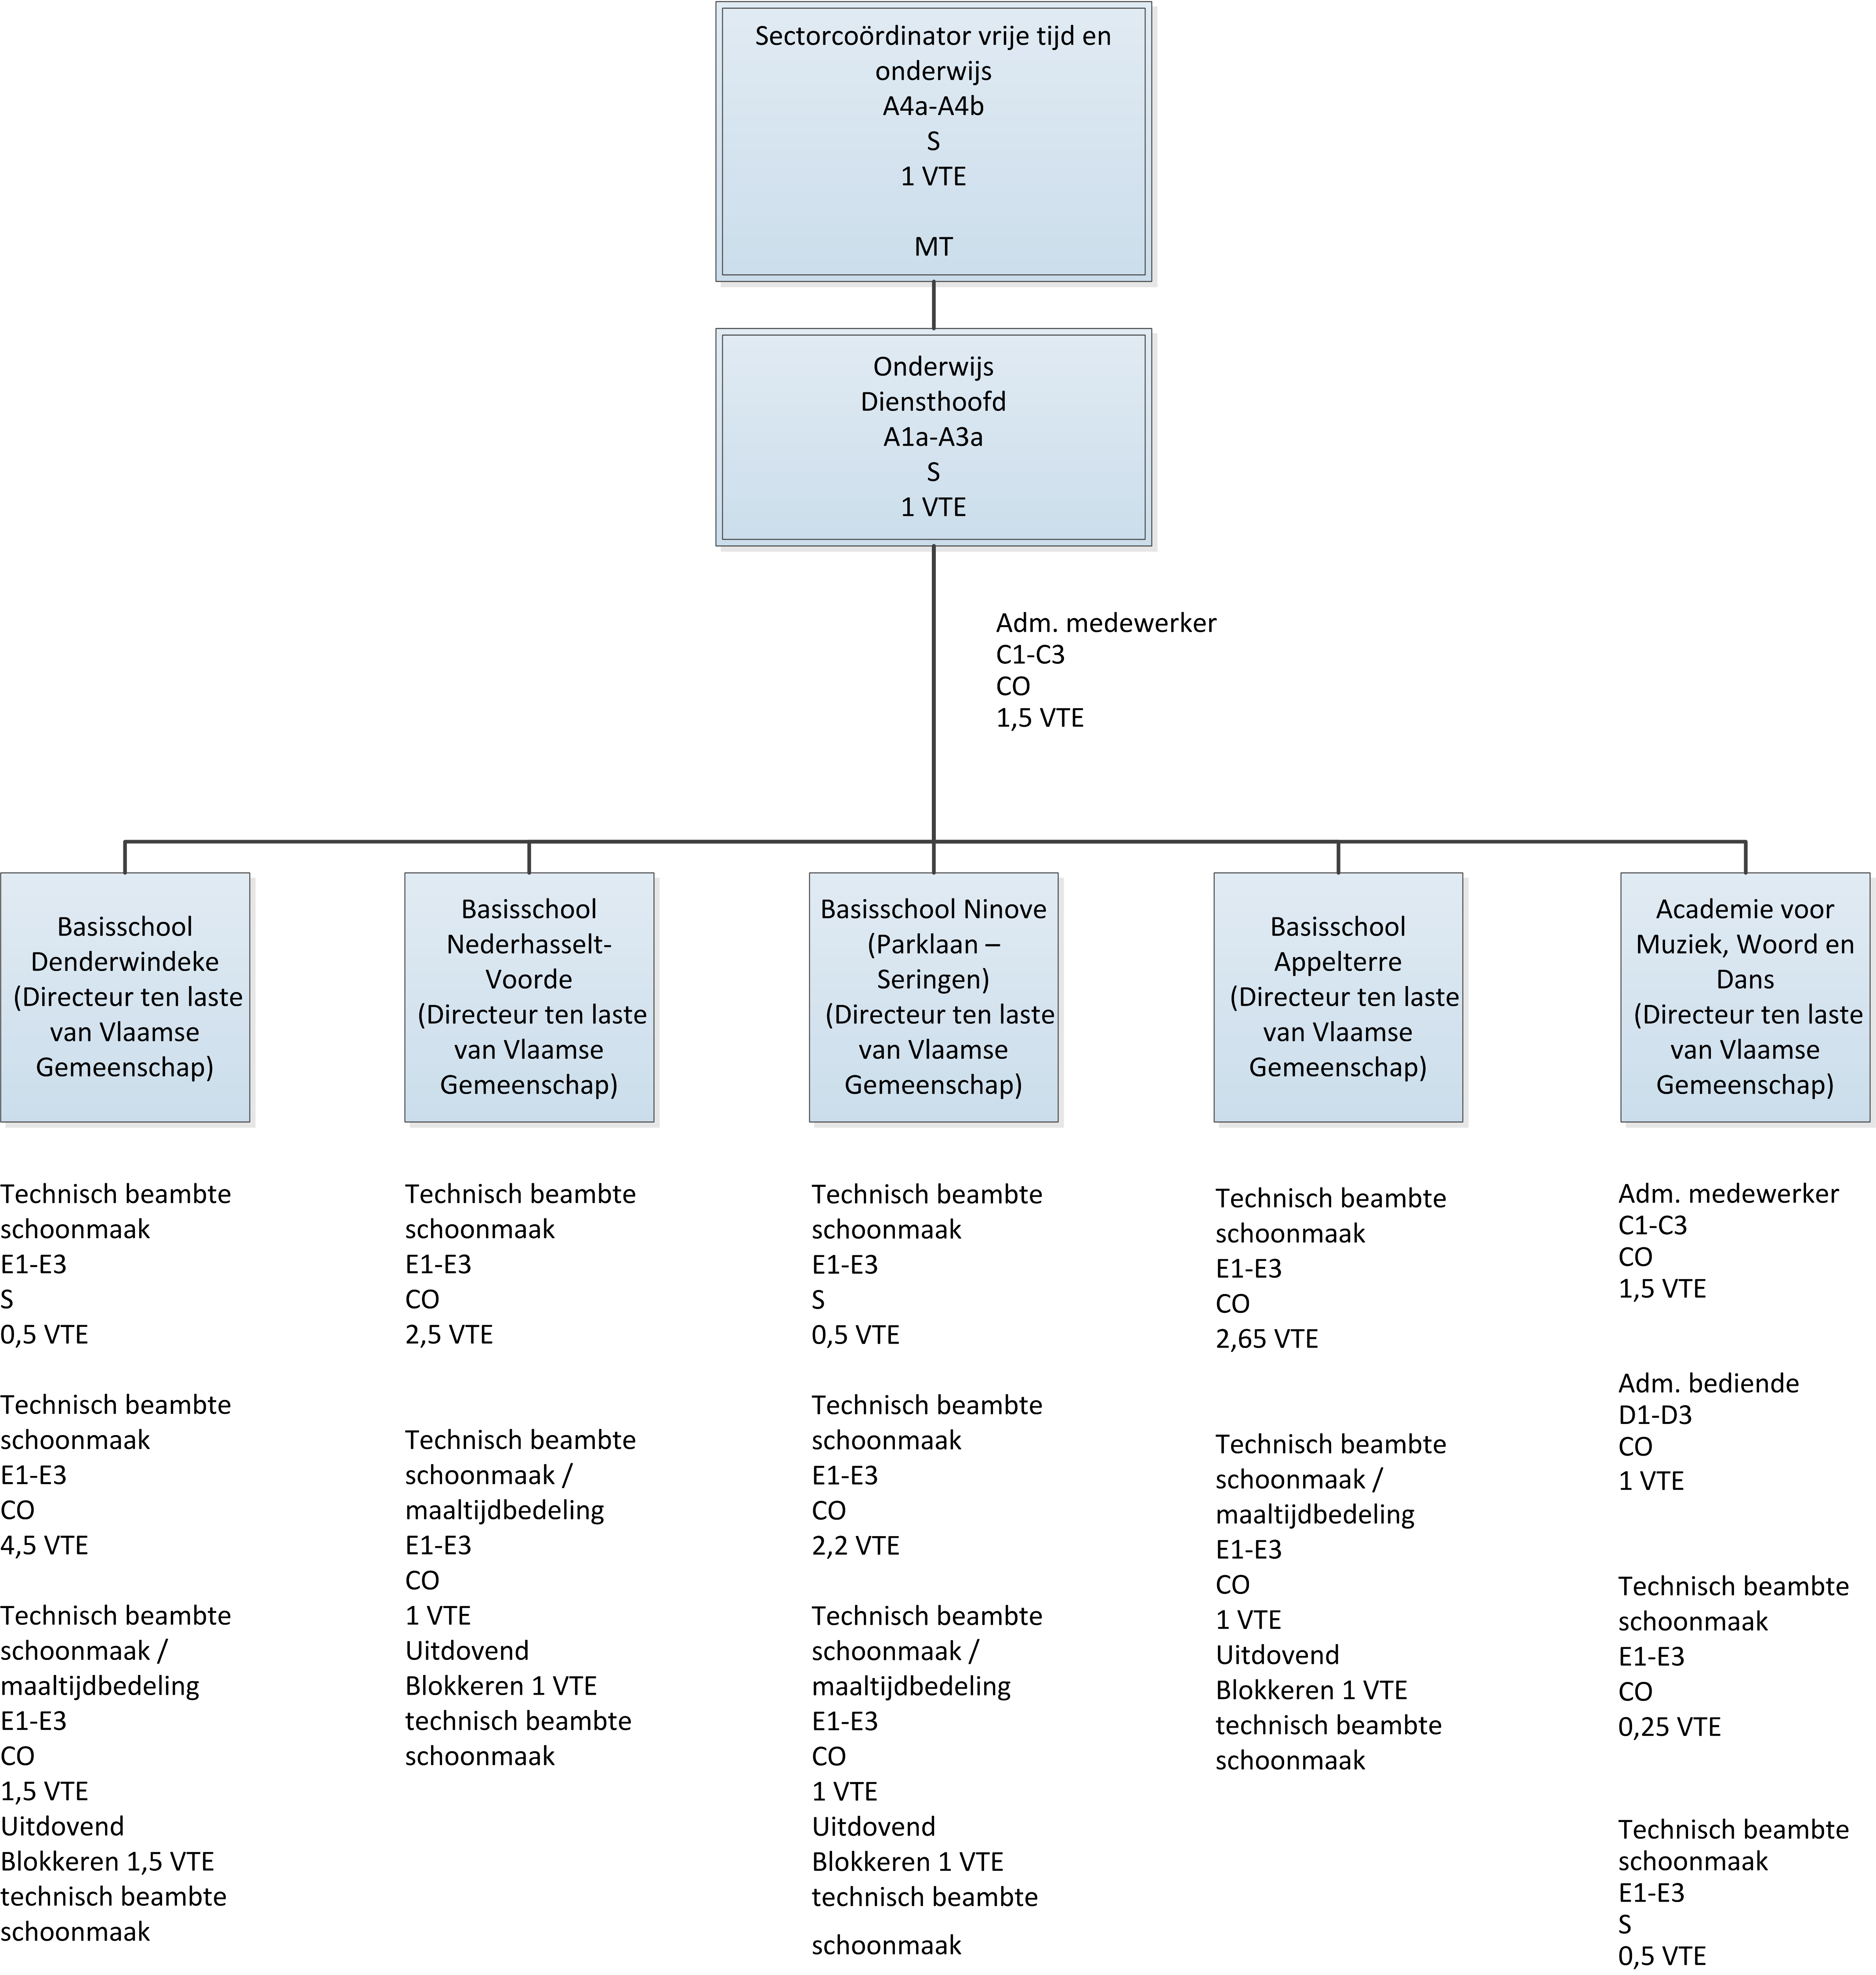 Sectorcoördinator vrije tijd en
onderwijs
A4a-A4b
S
1 VTE
MT
Onderwijs
Diensthoofd
A1a-A3a
S
1 VTE
Adm. medewerker
C1-C3
CO
1,5 VTE
Basisschool
Denderwindeke
(Directeur ten laste
van Vlaamse
Gemeenschap)
Basisschool
Nederhasselt-
Voorde
(Directeur ten laste
van Vlaamse
Gemeenschap)
Basisschool Ninove
(Parklaan –
Seringen)
(Directeur ten laste
van Vlaamse
Gemeenschap)
Basisschool
Appelterre
(Directeur ten laste
van Vlaamse
Gemeenschap)
Academie voor
Muziek, Woord en
Dans
(Directeur ten laste
van Vlaamse
Gemeenschap)
Technisch beambte
schoonmaak
E1-E3
S
0,5 VTE
Technisch beambte
schoonmaak
E1-E3
CO
4,5 VTE
Technisch beambte
schoonmaak /
maaltijdbedeling
E1-E3
CO
1,5 VTE
Uitdovend
Blokkeren 1,5 VTE
technisch beambte
schoonmaak
Technisch beambte
schoonmaak
E1-E3
CO
2,5 VTE
Technisch beambte
schoonmaak /
maaltijdbedeling
E1-E3
CO
1 VTE
Uitdovend
Blokkeren 1 VTE
technisch beambte
schoonmaak
Technisch beambte
schoonmaak
E1-E3
S
0,5 VTE
Technisch beambte
schoonmaak
E1-E3
CO
2,2 VTE
Technisch beambte
schoonmaak /
maaltijdbedeling
E1-E3
CO
1 VTE
Uitdovend
Blokkeren 1 VTE
technisch beambte
schoonmaak
Technisch beambte
schoonmaak
E1-E3
CO
2,65 VTE
Technisch beambte
schoonmaak /
maaltijdbedeling
E1-E3
CO
1 VTE
Uitdovend
Blokkeren 1 VTE
technisch beambte
schoonmaak
Adm. medewerker
C1-C3
CO
1,5 VTE
Adm. bediende
D1-D3
CO
1 VTE
Technisch beambte
schoonmaak
E1-E3
CO
0,25 VTE
Technisch beambte
schoonmaak
E1-E3
S
0,5 VTE